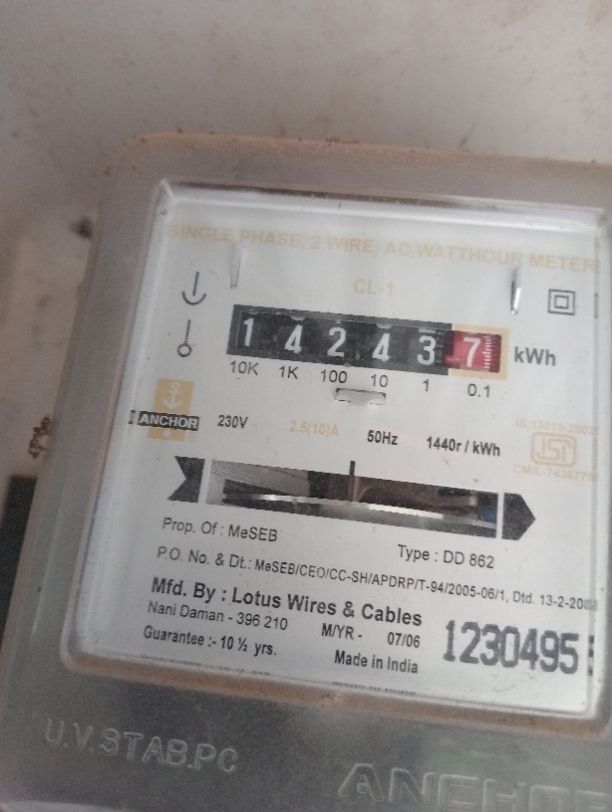 SINGLE PHASE, 2 WIRE, AC WATTHOUR METER
CL-1
1 4 2 4 3 7 kWh
10K 1K 100 10 1 0.1
ANCHOR 230V 2.5(10)A 50Hz 1440r / kWh
ISI
CM/L-
Prop. Of : MeSEB
Type : DD 862
P.O. No. & Dt.: MeSEB/CEO/CC-SH/APDRP/T-94/2005-06/1, Dtd. 13-2-
Mfd. By : Lotus Wires & Cables
Nani Daman - 396 210
M/YR - 07/06
1230495
Guarantee :- 10 ½ yrs.
Made in India
U.V.STAB.PC
ANCHOR